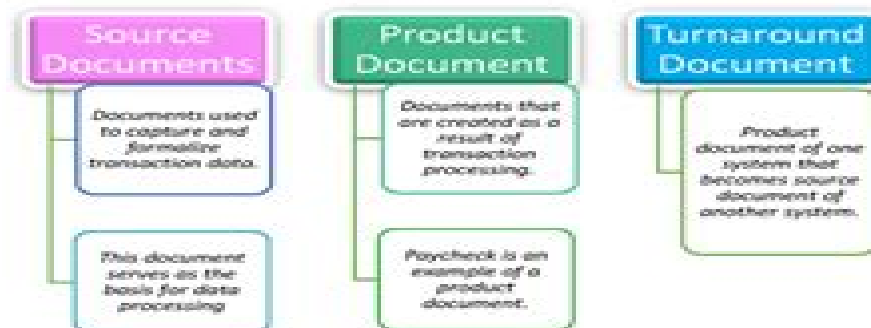 Source
Documents
Documents used
to capture and
formalize
transaction data.
This document
serves as the
basis for data
processing
Product
Document
Documents that
are created as a
result of
transaction
processing.
Paycheck is an
example of a
product
document.
Turnaround
Document
Product
document of one
system that
becomes source
document of
another system.